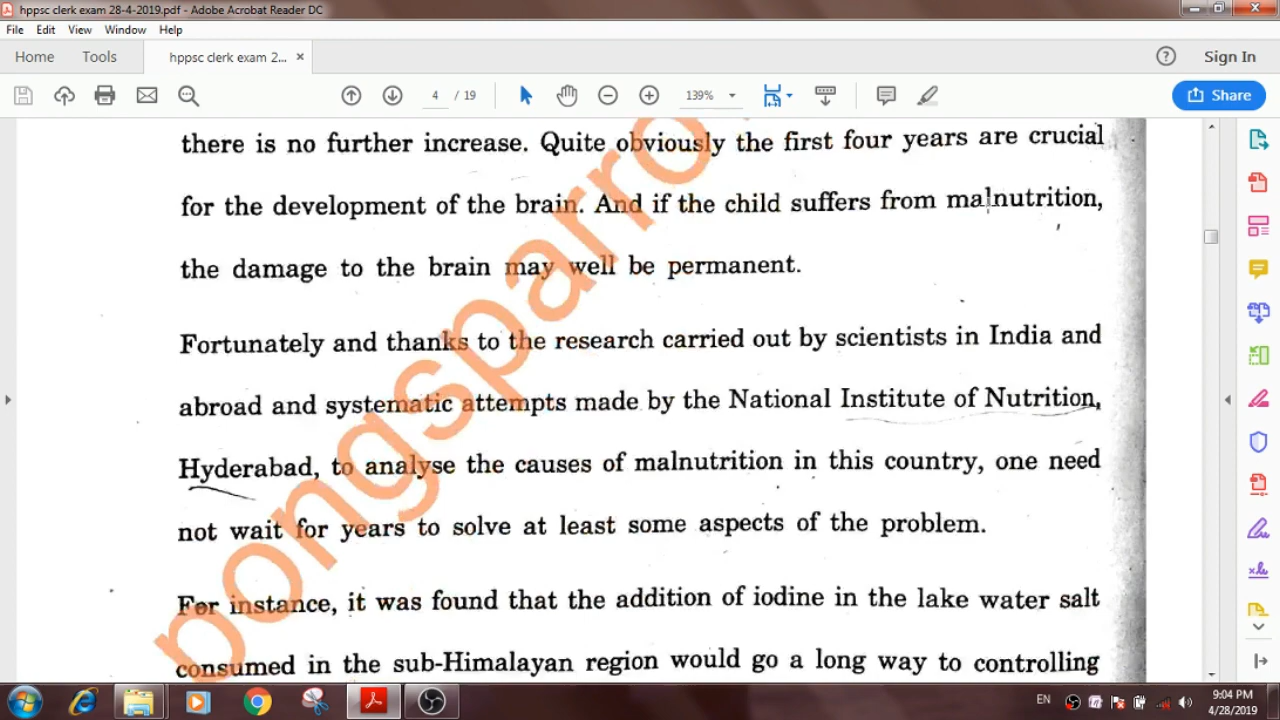 hppsc clerk exam 28-4-2019.pdf - Adobe Acrobat Reader DC
File Edit View Window Help
Home Tools hppsc clerk exam 2... × Sign In
4 / 19 139% Share
there is no further increase. Quite obviously the first four years are crucial
for the development of the brain. And if the child suffers from malnutrition,
the damage to the brain may well be permanent.
Fortunately and thanks to the research carried out by scientists in India and
abroad and systematic attempts made by the National Institute of Nutrition,
Hyderabad, to analyse the causes of malnutrition in this country, one need
not wait for years to solve at least some aspects of the problem.
For instance, it was found that the addition of iodine in the lake water salt
consumed in the sub-Himalayan region would go a long way to controlling
pongsparro
EN 9:04 PM
4/28/2019